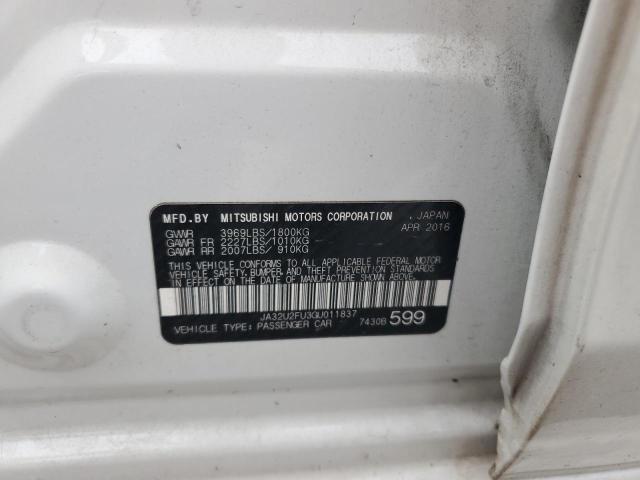 MFD.BY MITSUBISHI MOTORS CORPORATION , JAPAN
GVWR 3969LBS/1800KG APR 2016
GAWR FR 2227LBS/1010KG
GAWR RR 2007LBS/ 910KG
THIS VEHICLE CONFORMS TO ALL APPLICABLE FEDERAL MOTOR
VEHICLE SAFETY, BUMPER AND THEFT PREVENTION STANDARDS
IN EFFECT ON THE DATE OF MANUFACTURE SHOWN ABOVE.
JA32U2FU3GU011837
VEHICLE TYPE: PASSENGER CAR 7430B 599